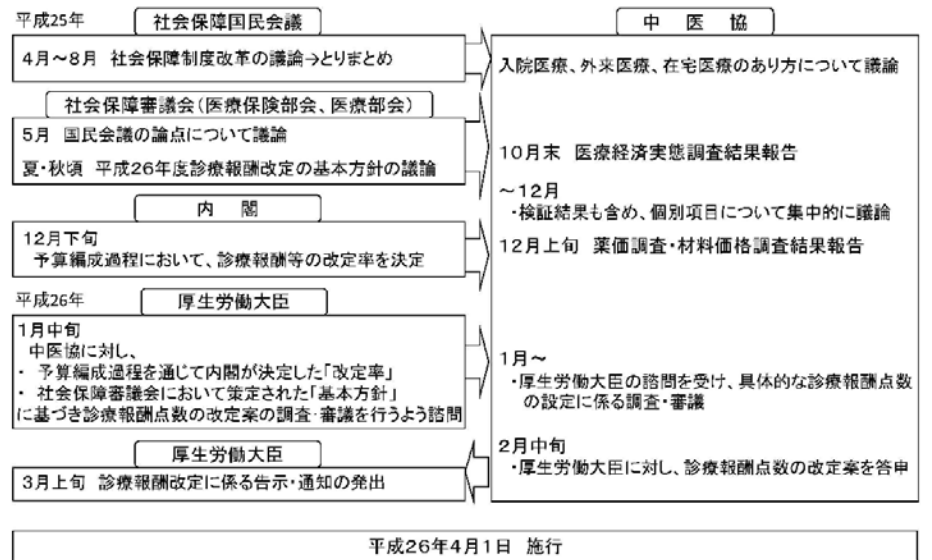 平成25年
社会保障国民会議
4月～8月 社会保障制度改革の議論→とりまとめ
社会保障審議会(医療保険部会、医療部会)
5月 国民会議の論点について議論
夏・秋頃 平成26年度診療報酬改定の基本方針の議論
内 閣
12月下旬
予算編成過程において、診療報酬等の改定率を決定
平成26年
厚生労働大臣
1月中旬
中医協に対し、
・ 予算編成過程を通じて内閣が決定した「改定率」
・ 社会保障審議会において策定された「基本方針」
に基づき診療報酬点数の改定案の調査・審議を行うよう諮問
厚生労働大臣
3月上旬 診療報酬改定に係る告示・通知の発出
中 医 協
入院医療、外来医療、在宅医療のあり方について議論
10月末 医療経済実態調査結果報告
～12月
・検証結果も含め、個別項目について集中的に議論
12月上旬 薬価調査・材料価格調査結果報告
1月～
・厚生労働大臣の諮問を受け、具体的な診療報酬点数
の設定に係る調査・審議
2月中旬
・厚生労働大臣に対し、診療報酬点数の改定案を答申
平成26年4月1日 施行